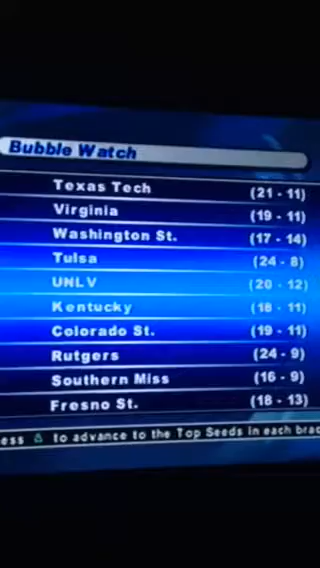 Bubble Watch
Texas Tech (21 - 11)
Virginia (19 - 11)
Washington St. (17 - 14)
Tulsa (24 - 8)
UNLV (20 - 12)
Kentucky (18 - 11)
Colorado St. (19 - 11)
Rutgers (24 - 9)
Southern Miss (16 - 9)
Fresno St. (18 - 13)
ess △ to advance to the Top Seeds in each brac